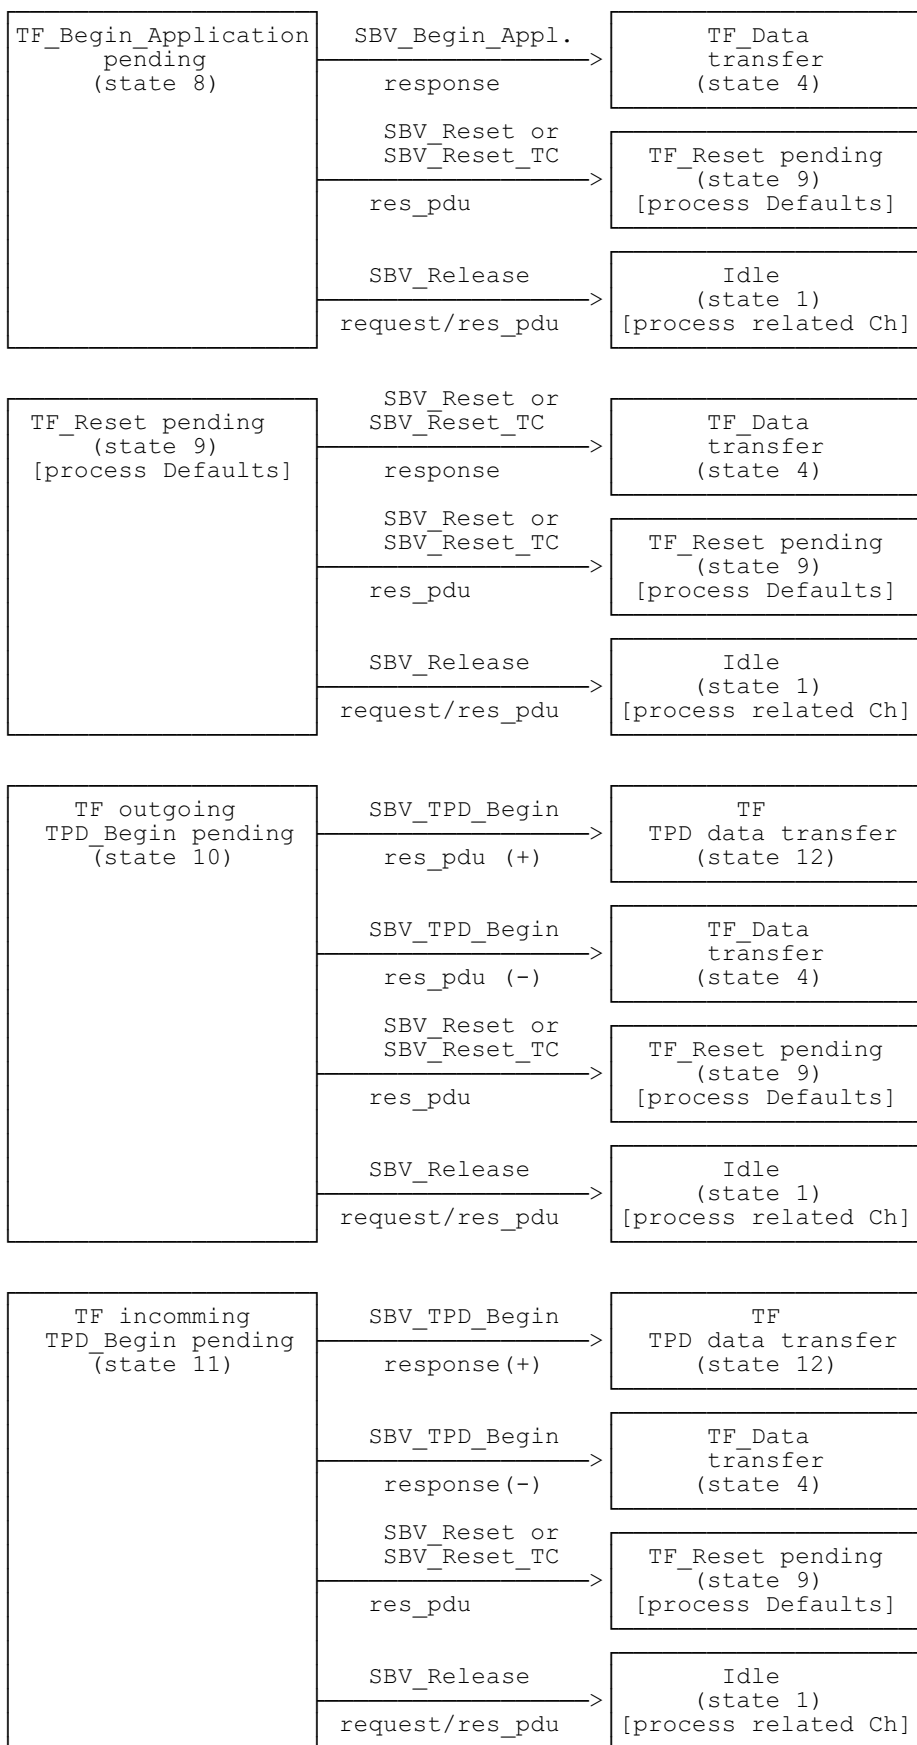 TF_Begin_Application SBV_Begin_Appl. TF_Data
pending transfer
(state 8) response (state 4)
SBV_Reset or
SBV_Reset_TC TF_Reset pending
(state 9)
res_pdu [process Defaults]
SBV_Release Idle
(state 1)
request/res_pdu [process related Ch]
SBV_Reset or
TF_Reset pending SBV_Reset_TC TF_Data
(state 9) transfer
[process Defaults] response (state 4)
SBV_Reset or
SBV_Reset_TC TF_Reset pending
(state 9)
res_pdu [process Defaults]
SBV_Release Idle
(state 1)
request/res_pdu [process related Ch]
TF outgoing SBV_TPD_Begin TF
TPD_Begin pending TPD data transfer
(state 10) res_pdu (+) (state 12)
SBV_TPD_Begin TF_Data
transfer
res_pdu (-) (state 4)
SBV_Reset or
SBV_Reset_TC TF_Reset pending
(state 9)
res_pdu [process Defaults]
SBV_Release Idle
(state 1)
request/res_pdu [process related Ch]
TF incomming SBV_TPD_Begin TF
TPD_Begin pending TPD data transfer
(state 11) response(+) (state 12)
SBV_TPD_Begin TF_Data
transfer
response(-) (state 4)
SBV_Reset or
SBV_Reset_TC TF_Reset pending
(state 9)
res_pdu [process Defaults]
SBV_Release Idle
(state 1)
request/res_pdu [process related Ch]